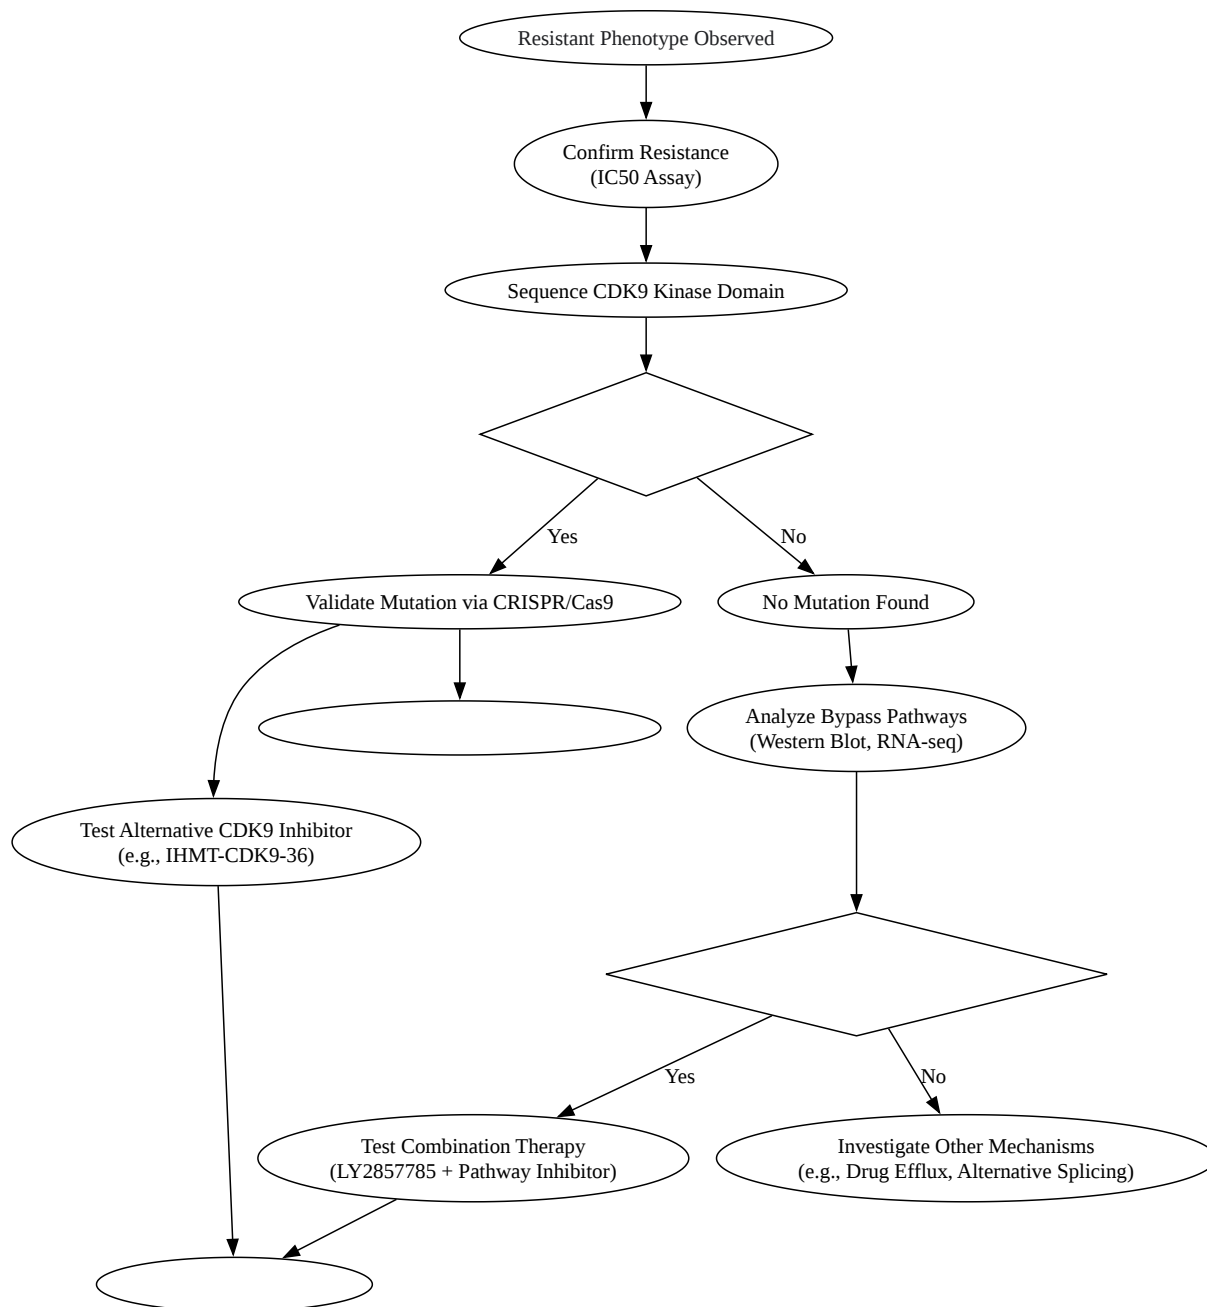 Resistant Phenotype Observed
Confirm Resistance
(IC50 Assay)
Sequence CDK9 Kinase Domain
Yes
No
Validate Mutation via CRISPR/Cas9
No Mutation Found
Analyze Bypass Pathways
(Western Blot, RNA-seq)
Test Alternative CDK9 Inhibitor
(e.g., IHMT-CDK9-36)
Yes
No
Test Combination Therapy
(LY2857785 + Pathway Inhibitor)
Investigate Other Mechanisms
(e.g., Drug Efflux, Alternative Splicing)